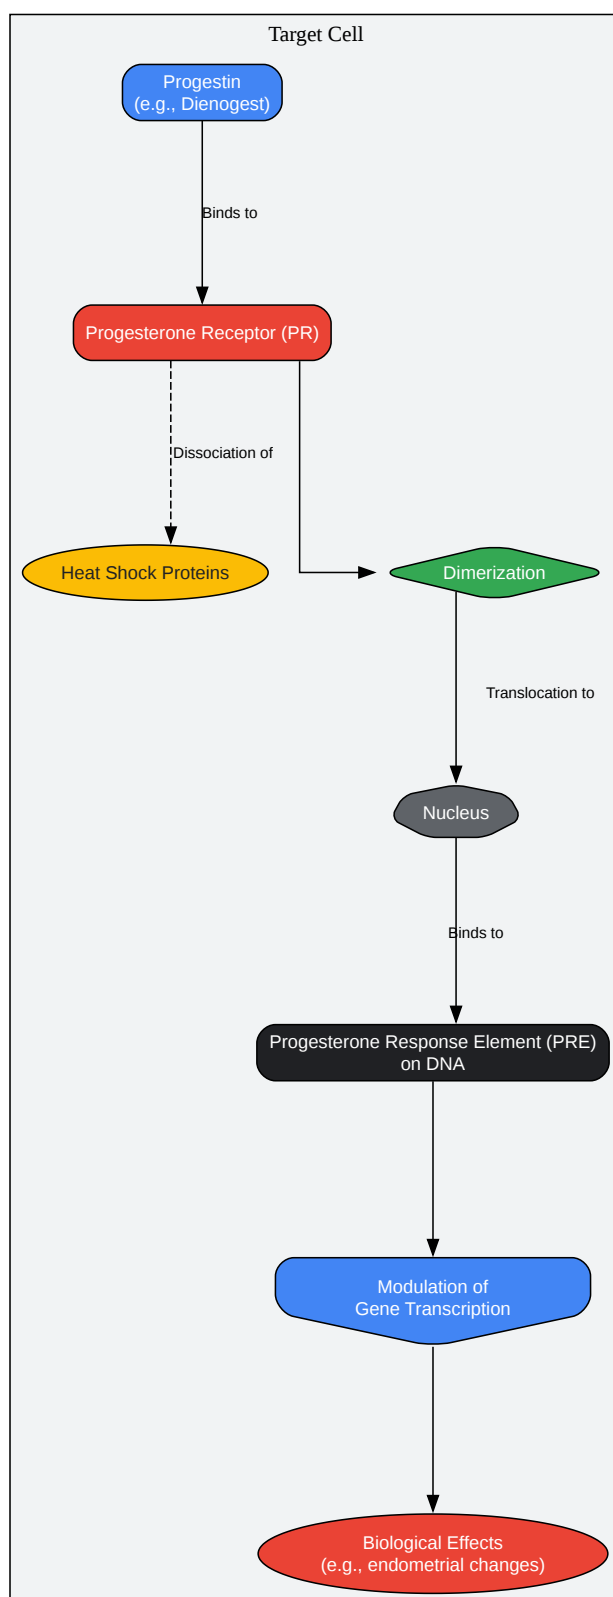 Target Cell
Progestin
(e.g., Dienogest)
Binds to
Progesterone Receptor (PR)
Dissociation of
Heat Shock Proteins
Dimerization
Translocation to
Nucleus
Binds to
Progesterone Response Element (PRE)
on DNA
Modulation of
Gene Transcription
Biological Effects
(e.g., endometrial changes)